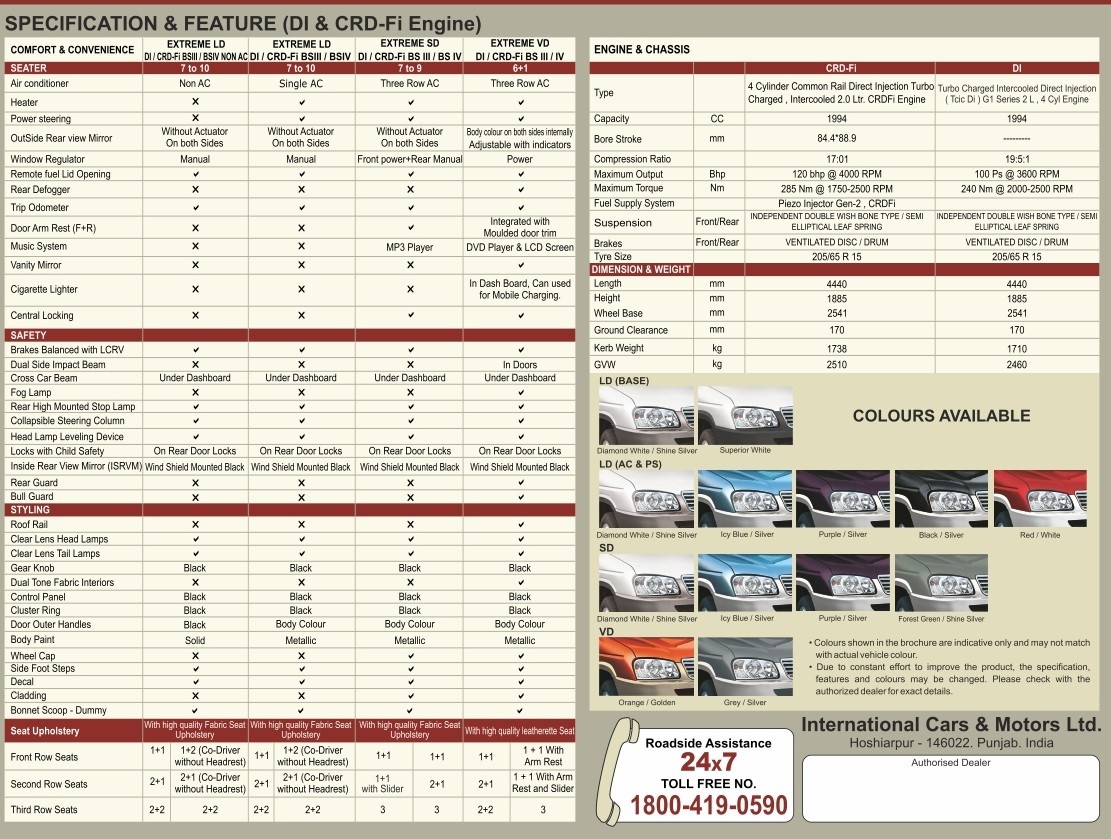 SPECIFICATION & FEATURE (DI & CRD-Fi Engine)
COMFORT & CONVENIENCE EXTREME LD DI / CRD-Fi BSIII / BSIV NON AC EXTREME LD DI / CRD-Fi BSIII / BSIV EXTREME SD DI / CRD-Fi BS III / BS IV EXTREME VD DI / CRD-Fi BS III / IV
SEATER 7 to 10 7 to 10 7 to 9 6+1
Air conditioner Non AC Single AC Three Row AC Three Row AC
Heater X ✓ ✓ ✓
Power steering X ✓ ✓ ✓
OutSide Rear view Mirror Without Actuator On both Sides Without Actuator On both Sides Without Actuator On both Sides Body colour on both sides internally Adjustable with indicators
Window Regulator Manual Manual Front power+Rear Manual Power
Remote fuel Lid Opening ✓ ✓ ✓ ✓
Rear Defogger X X X ✓
Trip Odometer ✓ ✓ ✓ ✓
Door Arm Rest (F+R) X X ✓ Integrated with Moulded door trim
Music System X X MP3 Player DVD Player & LCD Screen
Vanity Mirror X X X ✓
Cigarette Lighter X X X In Dash Board, Can used for Mobile Charging.
Central Locking X X ✓ ✓
SAFETY
Brakes Balanced with LCRV ✓ ✓ ✓ ✓
Dual Side Impact Beam X X X In Doors
Cross Car Beam Under Dashboard Under Dashboard Under Dashboard Under Dashboard
Fog Lamp X X X ✓
Rear High Mounted Stop Lamp ✓ ✓ ✓ ✓
Collapsible Steering Column ✓ ✓ ✓ ✓
Head Lamp Leveling Device ✓ ✓ ✓ ✓
Locks with Child Safety On Rear Door Locks On Rear Door Locks On Rear Door Locks On Rear Door Locks
Inside Rear View Mirror (ISRVM) Wind Shield Mounted Black Wind Shield Mounted Black Wind Shield Mounted Black Wind Shield Mounted Black
Rear Guard X X X ✓
Bull Guard X X X ✓
STYLING
Roof Rail X X X ✓
Clear Lens Head Lamps ✓ ✓ ✓ ✓
Clear Lens Tail Lamps ✓ ✓ ✓ ✓
Gear Knob Black Black Black Black
Dual Tone Fabric Interiors X X X ✓
Control Panel Black Black Black Black
Cluster Ring Black Black Black Black
Door Outer Handles Black Body Colour Body Colour Body Colour
Body Paint Solid Metallic Metallic Metallic
Wheel Cap X X ✓ ✓
Side Foot Steps ✓ ✓ ✓ ✓
Decal ✓ ✓ ✓ ✓
Cladding X X ✓ ✓
Bonnet Scoop - Dummy ✓ ✓ ✓ ✓
Seat Upholstery With high quality Fabric Seat Upholstery With high quality Fabric Seat Upholstery With high quality Fabric Seat Upholstery With high quality leatherette Seat
Front Row Seats 1+1 1+2 (Co-Driver without Headrest) 1+1 1+2 (Co-Driver without Headrest) 1+1 1+1 1+1 1 + 1 With Arm Rest
Second Row Seats 2+1 2+1 (Co-Driver without Headrest) 2+1 2+1 (Co-Driver without Headrest) 1+1 with Slider 2+1 2+1 1 + 1 With Arm Rest and Slider
Third Row Seats 2+2 2+2 2+2 2+2 3 3 2+2 3
ENGINE & CHASSIS
CRD-Fi DI
Type 4 Cylinder Common Rail Direct Injection Turbo Charged , Intercooled 2.0 Ltr. CRDFi Engine Turbo Charged Intercooled Direct Injection ( Tcic Di ) G1 Series 2 L , 4 Cyl Engine
Capacity CC 1994 1994
Bore Stroke mm 84.4*88.9 ---------
Compression Ratio 17:01 19:5:1
Maximum Output Bhp 120 bhp @ 4000 RPM 100 Ps @ 3600 RPM
Maximum Torque Nm 285 Nm @ 1750-2500 RPM 240 Nm @ 2000-2500 RPM
Fuel Supply System Piezo Injector Gen-2 , CRDFi
Suspension Front/Rear INDEPENDENT DOUBLE WISH BONE TYPE / SEMI ELLIPTICAL LEAF SPRING INDEPENDENT DOUBLE WISH BONE TYPE / SEMI ELLIPTICAL LEAF SPRING
Brakes Front/Rear VENTILATED DISC / DRUM VENTILATED DISC / DRUM
Tyre Size 205/65 R 15 205/65 R 15
DIMENSION & WEIGHT
Length mm 4440 4440
Height mm 1885 1885
Wheel Base mm 2541 2541
Ground Clearance mm 170 170
Kerb Weight kg 1738 1710
GVW kg 2510 2460
LD (BASE)
COLOURS AVAILABLE
Diamond White / Shine Silver Superior White
LD (AC & PS)
Diamond White / Shine Silver Icy Blue / Silver Purple / Silver Black / Silver Red / White
SD
Diamond White / Shine Silver Icy Blue / Silver Purple / Silver Forest Green / Shine Silver
VD
Orange / Golden Grey / Silver
• Colours shown in the brochure are indicative only and may not match
with actual vehicle colour.
• Due to constant effort to improve the product, the specification,
features and colours may be changed. Please check with the
authorized dealer for exact details.
Roadside Assistance
24x7
TOLL FREE NO.
1800-419-0590
International Cars & Motors Ltd.
Hoshiarpur - 146022. Punjab. India
Authorised Dealer